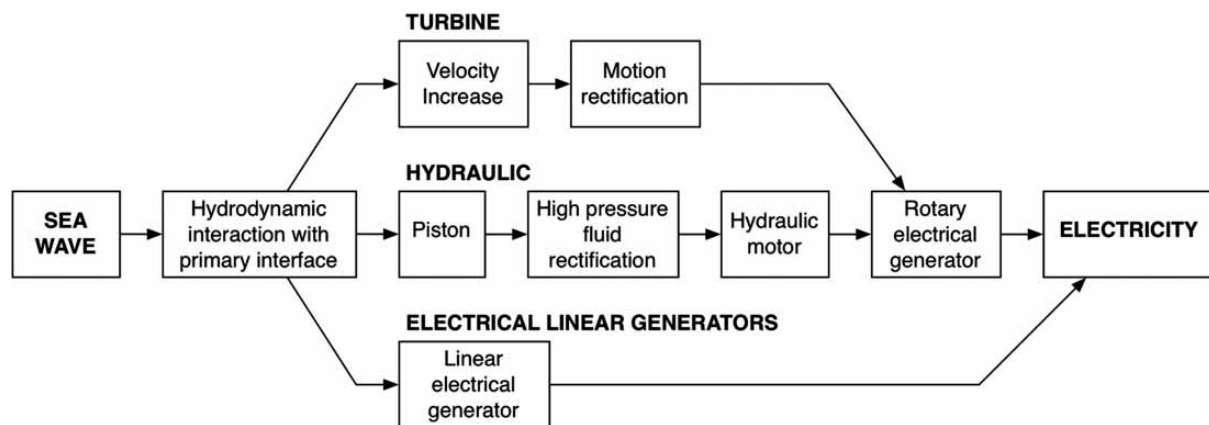 TURBINE
Velocity
Increase
Motion
rectification
HYDRAULIC
SEA
WAVE
Hydrodynamic
interaction with
primary interface
Piston
High pressure
fluid
rectification
Hydraulic
motor
Rotary
electrical
generator
ELECTRICITY
ELECTRICAL LINEAR GENERATORS
Linear
electrical
generator